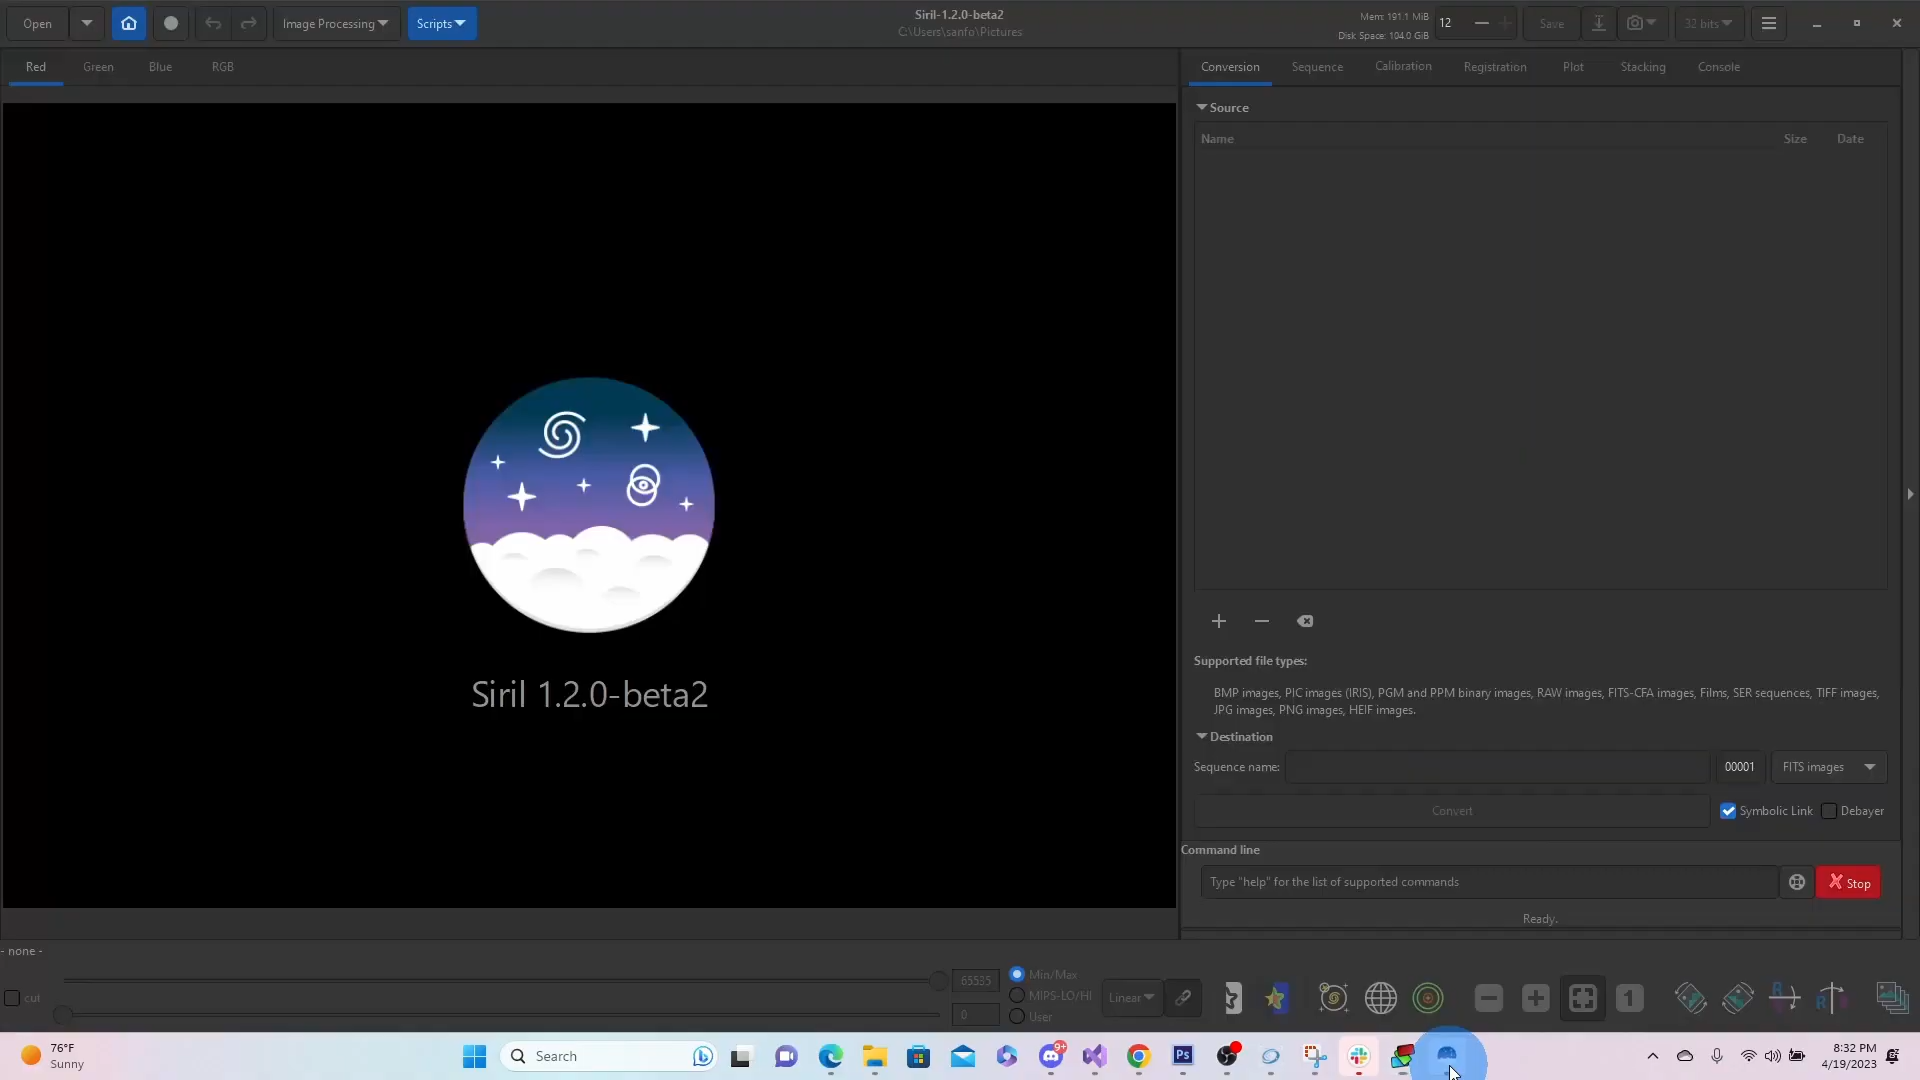 Open
Image Processing
Scripts
Siril-1.2.0-beta2
C:\Users\sanfo\Pictures
Mem: 191.1 MiB
Disk Space: 104.0 GiB
12
Save
32 bits
Red
Green
Blue
RGB
Conversion
Sequence
Calibration
Registration
Plot
Stacking
Console
Source
Name
Size
Date
Siril 1.2.0-beta2
Supported file types:
BMP images, PIC images (IRIS), PGM and PPM binary images, RAW images, FITS-CFA images, Films, SER sequences, TIFF images,
JPG images, PNG images, HEIF images.
Destination
Sequence name:
00001
FITS images
Convert
Symbolic Link
Debayer
Command line
Type "help" for the list of supported commands
Stop
Ready.
- none -
cut
65535
0
Min/Max
MIPS-LO/HI
User
Linear
1
R
R
R
76°F
Sunny
Search
9+
Ps
8:32 PM
4/19/2023